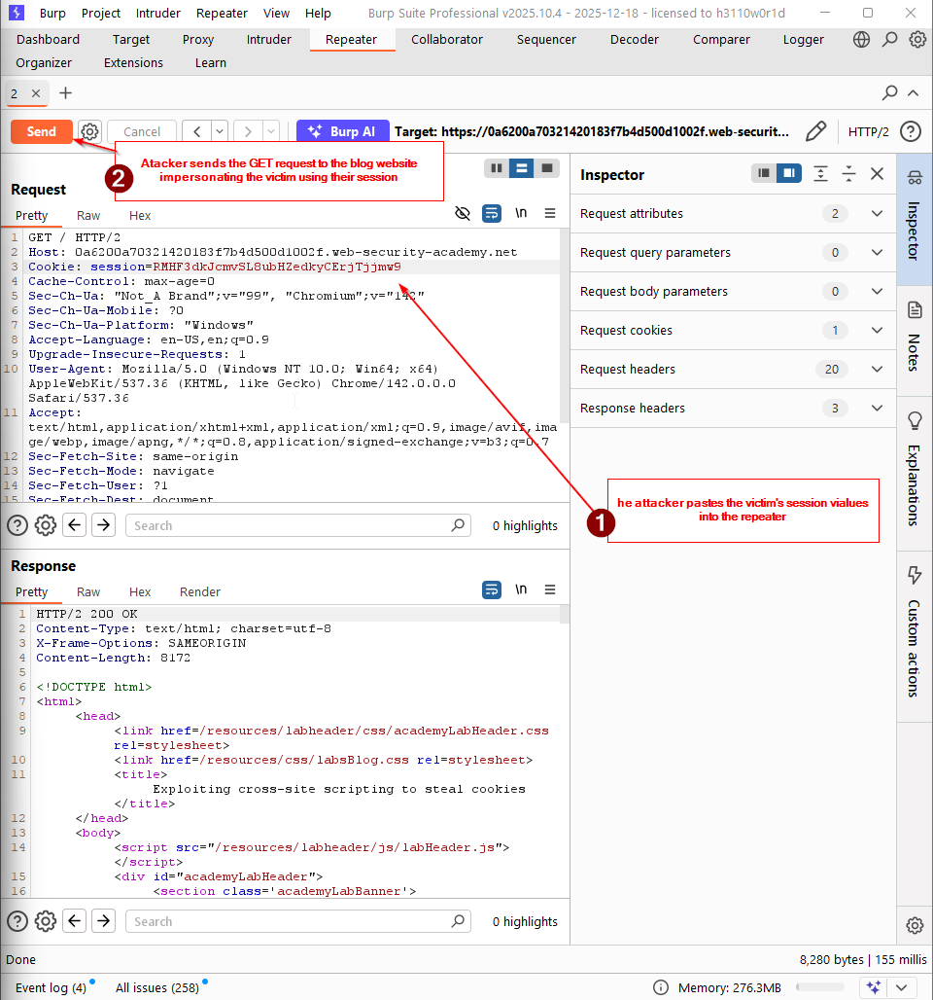 Burp Project Intruder Repeater View Help Burp Suite Professional v2025.10.4 - 2025-12-18 - licensed to h3110w0r1d
Dashboard Target Proxy Intruder Repeater Collaborator Sequencer Decoder Comparer Logger
Organizer Extensions Learn
2
Send Cancel Burp AI Target: https://0a6200a70321420183f7b4d500d1002f.web-securit... HTTP/2
Atacker sends the GET request to the blog website
impersonating the victim using their session
2
Request
Pretty Raw Hex \n
1 GET / HTTP/2
2 Host: 0a6200a70321420183f7b4d500d1002f.web-security-academy.net
3 Cookie: session=RMHF3dkJcmvSL8ubHZedkyCErjTjjmw9
4 Cache-Control: max-age=0
5 Sec-Ch-Ua: "Not_A Brand";v="99", "Chromium";v="142"
6 Sec-Ch-Ua-Mobile: ?0
7 Sec-Ch-Ua-Platform: "Windows"
8 Accept-Language: en-US,en;q=0.9
9 Upgrade-Insecure-Requests: 1
10 User-Agent: Mozilla/5.0 (Windows NT 10.0; Win64; x64)
AppleWebKit/537.36 (KHTML, like Gecko) Chrome/142.0.0.0
Safari/537.36
11 Accept:
text/html,application/xhtml+xml,application/xml;q=0.9,image/avif,ima
ge/webp,image/apng,*/*;q=0.8,application/signed-exchange;v=b3;q=0.7
12 Sec-Fetch-Site: same-origin
13 Sec-Fetch-Mode: navigate
14 Sec-Fetch-User: ?1
15 Sec-Fetch-Dest: document
Search 0 highlights
Response
Pretty Raw Hex Render \n
1 HTTP/2 200 OK
2 Content-Type: text/html; charset=utf-8
3 X-Frame-Options: SAMEORIGIN
4 Content-Length: 8172
5
6 <!DOCTYPE html>
7 <html>
8 <head>
9 <link href=/resources/labheader/css/academyLabHeader.css
rel=stylesheet>
10 <link href=/resources/css/labsBlog.css rel=stylesheet>
11 <title>
Exploiting cross-site scripting to steal cookies
</title>
12 </head>
13 <body>
14 <script src="/resources/labheader/js/labHeader.js">
</script>
15 <div id="academyLabHeader">
16 <section class='academyLabBanner'>
Search 0 highlights
Inspector
Request attributes 2
Request query parameters 0
Request body parameters 0
Request cookies 1
Request headers 20
Response headers 3
he attacker pastes the victim's session vialues
into the repeater
1
Inspector
Notes
Explanations
Custom actions
Done 8,280 bytes | 155 millis
Event log (4) All issues (258) Memory: 276.3MB